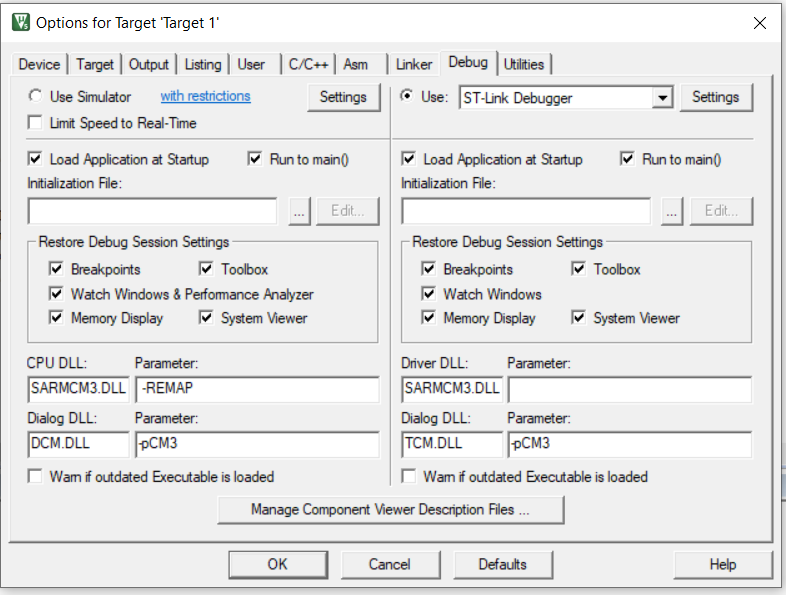 Options for Target 'Target 1'
Device Target Output Listing User C/C++ Asm Linker Debug Utilities
Use Simulator with restrictions Settings
Limit Speed to Real-Time
Use: ST-Link Debugger Settings
Load Application at Startup Run to main()
Initialization File:
... Edit...
Restore Debug Session Settings
Breakpoints Toolbox
Watch Windows & Performance Analyzer
Memory Display System Viewer
CPU DLL: Parameter:
SARMCM3.DLL -REMAP
Dialog DLL: Parameter:
DCM.DLL -pCM3
Warn if outdated Executable is loaded
Load Application at Startup Run to main()
Initialization File:
... Edit...
Restore Debug Session Settings
Breakpoints Toolbox
Watch Windows
Memory Display System Viewer
Driver DLL: Parameter:
SARMCM3.DLL
Dialog DLL: Parameter:
TCM.DLL -pCM3
Warn if outdated Executable is loaded
Manage Component Viewer Description Files ...
OK Cancel Defaults Help